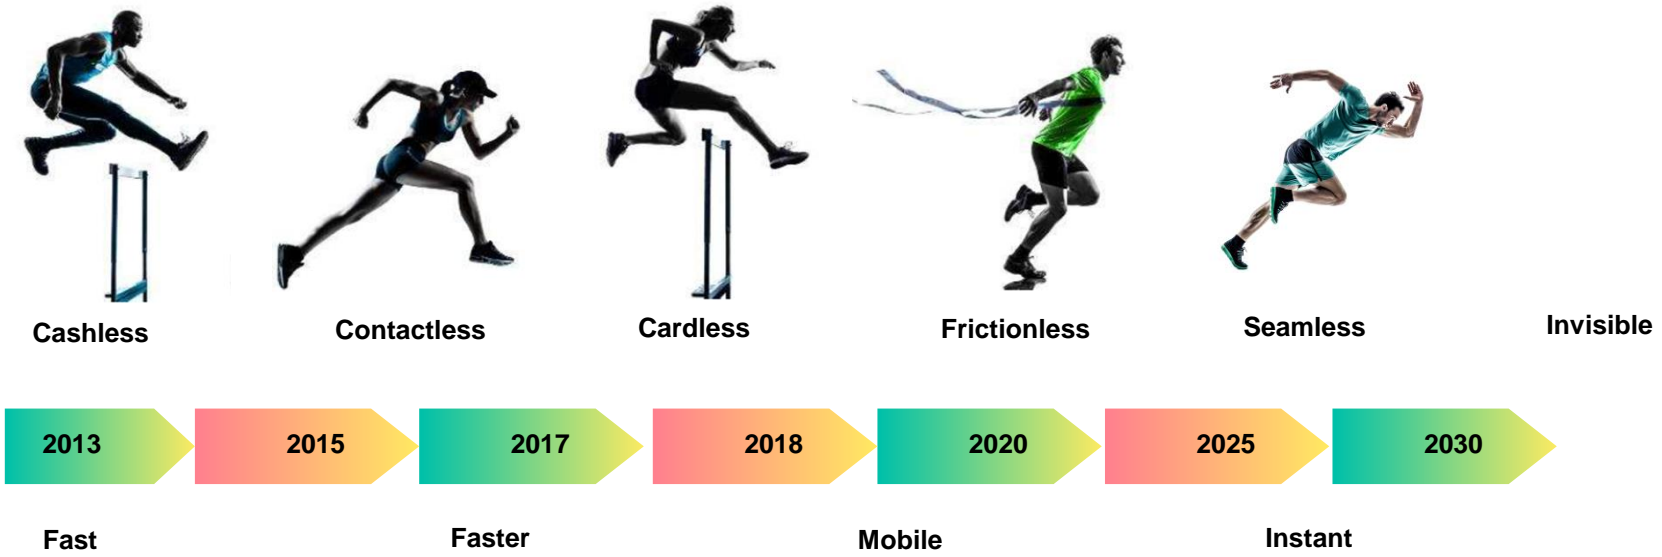 Cashless
Contactless
Cardless
Frictionless
Seamless
Invisible
2013
2015
2017
2018
2020
2025
2030
Fast
Faster
Mobile
Instant